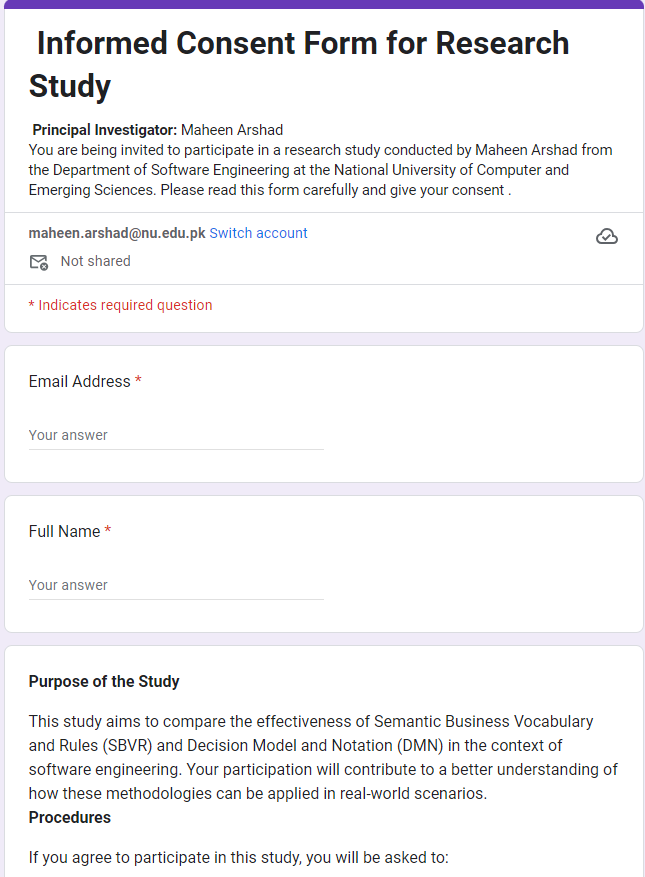 Informed Consent Form for Research
Study
Principal Investigator: Maheen Arshad
You are being invited to participate in a research study conducted by Maheen Arshad from
the Department of Software Engineering at the National University of Computer and
Emerging Sciences. Please read this form carefully and give your consent .
maheen.arshad@nu.edu.pk Switch account
Not shared
* Indicates required question
Email Address *
Your answer
Full Name *
Your answer
Purpose of the Study
This study aims to compare the effectiveness of Semantic Business Vocabulary
and Rules (SBVR) and Decision Model and Notation (DMN) in the context of
software engineering. Your participation will contribute to a better understanding of
how these methodologies can be applied in real-world scenarios.
Procedures
If you agree to participate in this study, you will be asked to: